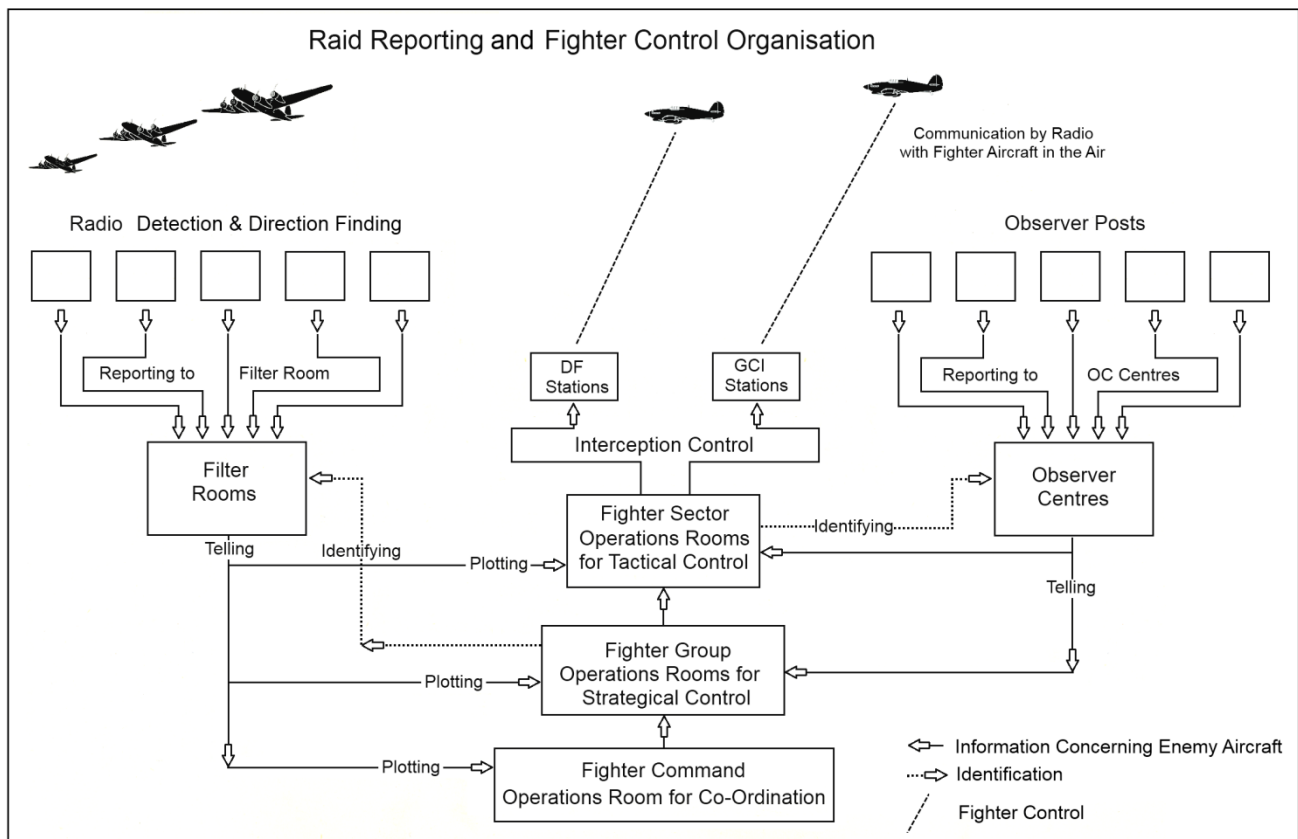 Raid Reporting and Fighter Control Organisation
Communication by Radio
with Fighter Aircraft in the Air
Radio Detection & Direction Finding
Observer Posts
DF
Stations
GCI
Stations
Reporting to
Filter Room
Reporting to
OC Centres
Interception Control
Filter
Rooms
Observer
Centres
Fighter Sector
Operations Rooms
for Tactical Control
Identifying
Telling
Identifying
Plotting
Telling
Fighter Group
Operations Rooms for
Strategical Control
Plotting
Fighter Command
Operations Room for Co-Ordination
Plotting
Information Concerning Enemy Aircraft
Identification
Fighter Control